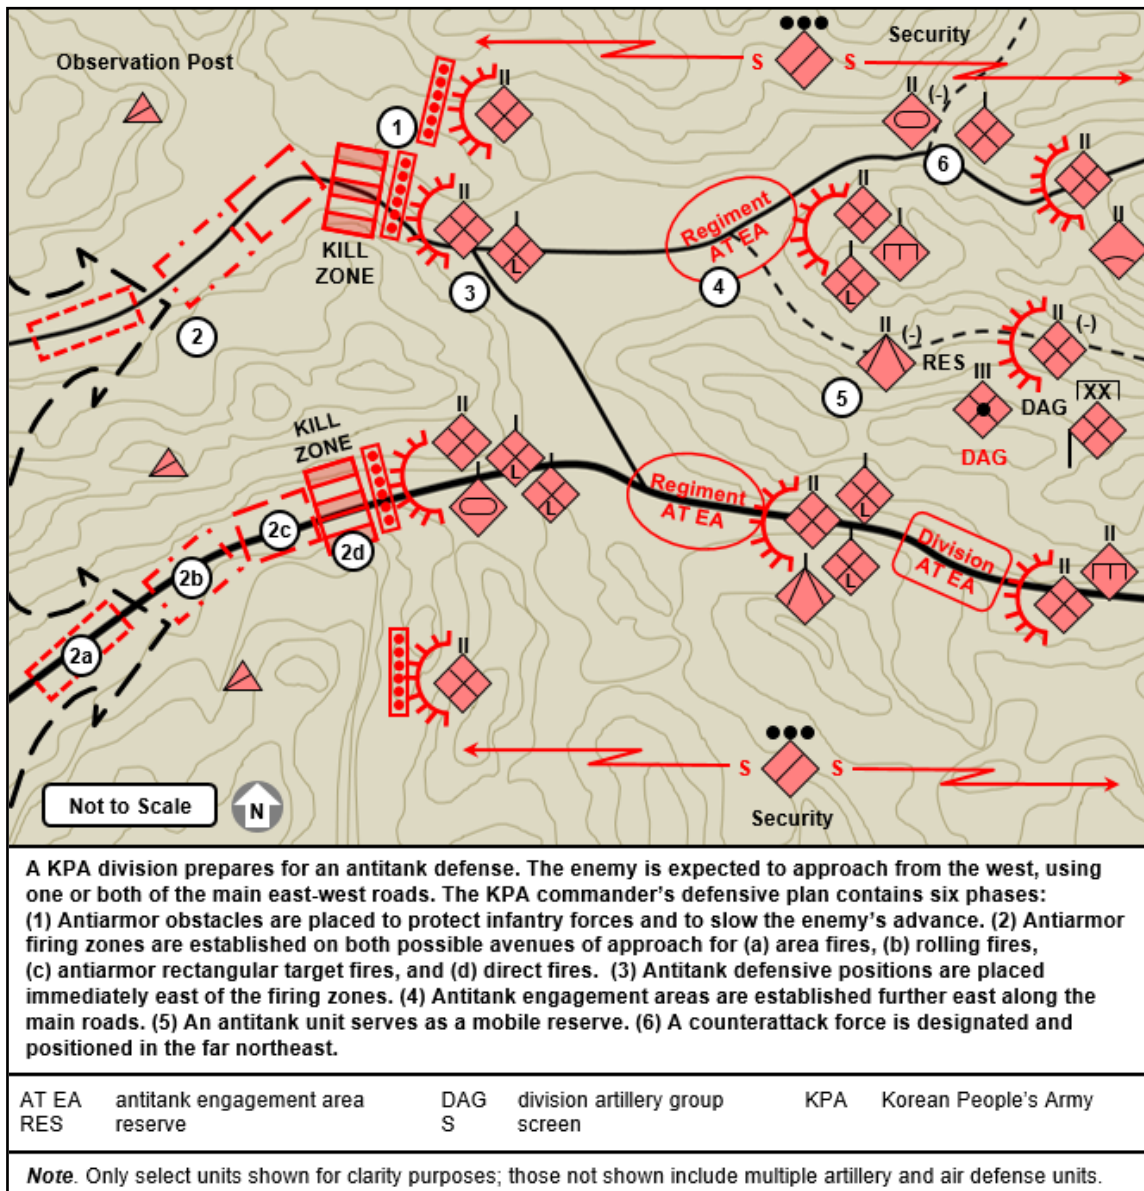 Observation Post
Security
S
S
II
II
(-)
I
1
6
II
II
KILL
ZONE
I
L
Regiment
AT EA
II
I
I
L
II
3
4
2
II
(-)
RES
II
(-)
5
III
DAG
XX
DAG
KILL
ZONE
II
I
L
I
I
L
Regiment
AT EA
II
I
L
I
L
I
Division
AT EA
II
II
2c
2d
2b
2a
II
S
S
Security
Not to Scale
N
A KPA division prepares for an antitank defense. The enemy is expected to approach from the west, using
one or both of the main east-west roads. The KPA commander's defensive plan contains six phases:
(1) Antiarmor obstacles are placed to protect infantry forces and to slow the enemy's advance. (2) Antiarmor
firing zones are established on both possible avenues of approach for (a) area fires, (b) rolling fires,
(c) antiarmor rectangular target fires, and (d) direct fires. (3) Antitank defensive positions are placed
immediately east of the firing zones. (4) Antitank engagement areas are established further east along the
main roads. (5) An antitank unit serves as a mobile reserve. (6) A counterattack force is designated and
positioned in the far northeast.
AT EA antitank engagement area DAG division artillery group KPA Korean People's Army
RES reserve S screen
Note. Only select units shown for clarity purposes; those not shown include multiple artillery and air defense units.